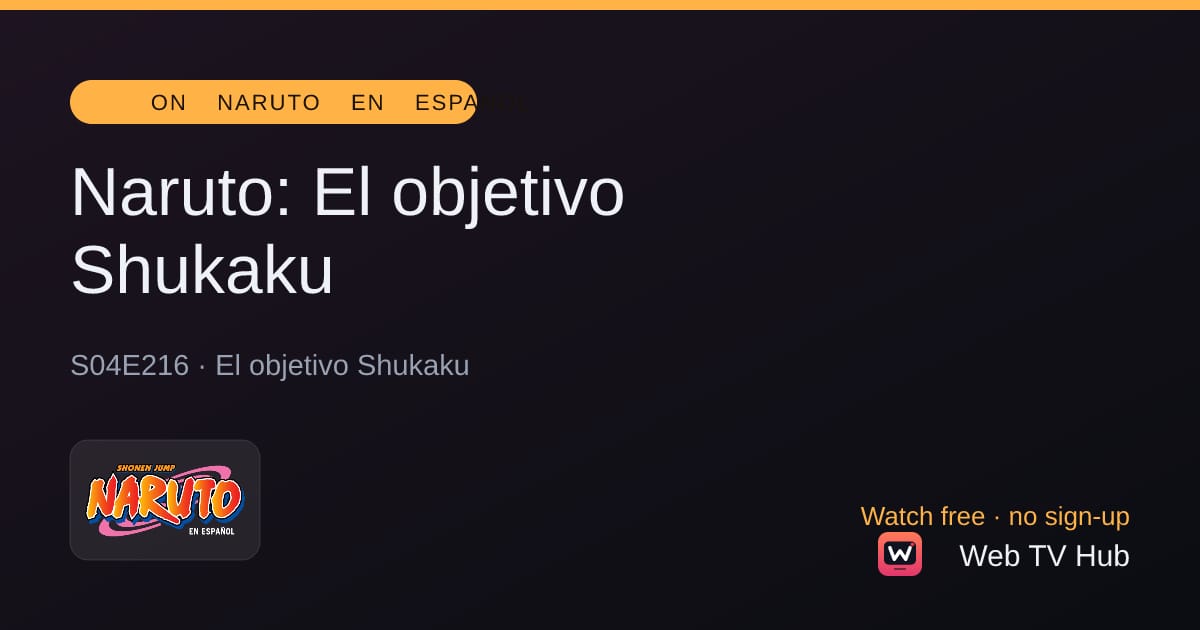 ON NARUTO EN ESPA
Naruto: El objetivo
Shukaku
S04E216 · El objetivo Shukaku
SHONEN JUMP
NARUTO
EN ESPAÑOL
Watch free · no sign-up
W
Web TV Hub